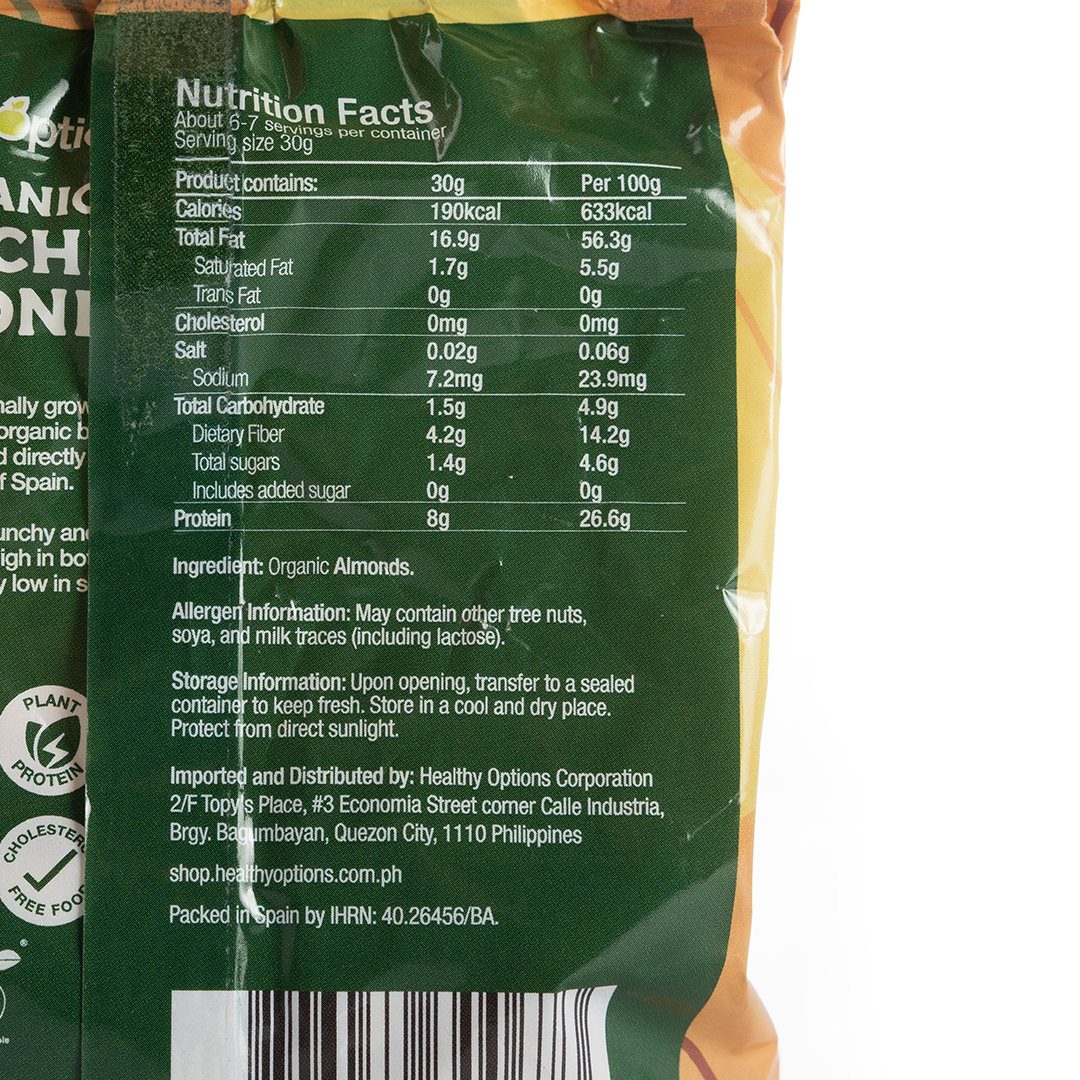 Nutrition Facts
About 6-7 servings per container
Serving size 30g
Product contains: 30g Per 100g
Calories 190kcal 633kcal
Total Fat 16.9g 56.3g
Saturated Fat 1.7g 5.5g
Trans Fat 0g 0g
Cholesterol 0mg 0mg
Salt 0.02g 0.06g
Sodium 7.2mg 23.9mg
Total Carbohydrate 1.5g 4.9g
Dietary Fiber 4.2g 14.2g
Total sugars 1.4g 4.6g
Includes added sugar 0g 0g
Protein 8g 26.6g
Ingredient: Organic Almonds.
Allergen Information: May contain other tree nuts,
soya, and milk traces (including lactose).
Storage Information: Upon opening, transfer to a sealed
container to keep fresh. Store in a cool and dry place.
Protect from direct sunlight.
Imported and Distributed by: Healthy Options Corporation
2/F Topy's Place, #3 Economia Street corner Calle Industria,
Brgy. Bagumbayan, Quezon City, 1110 Philippines
shop.healthyoptions.com.ph
Packed in Spain by IHRN: 40.26456/BA.
organic
directly
f Spain.
igh in
y low in
PLANT
PROTEIN
FREE